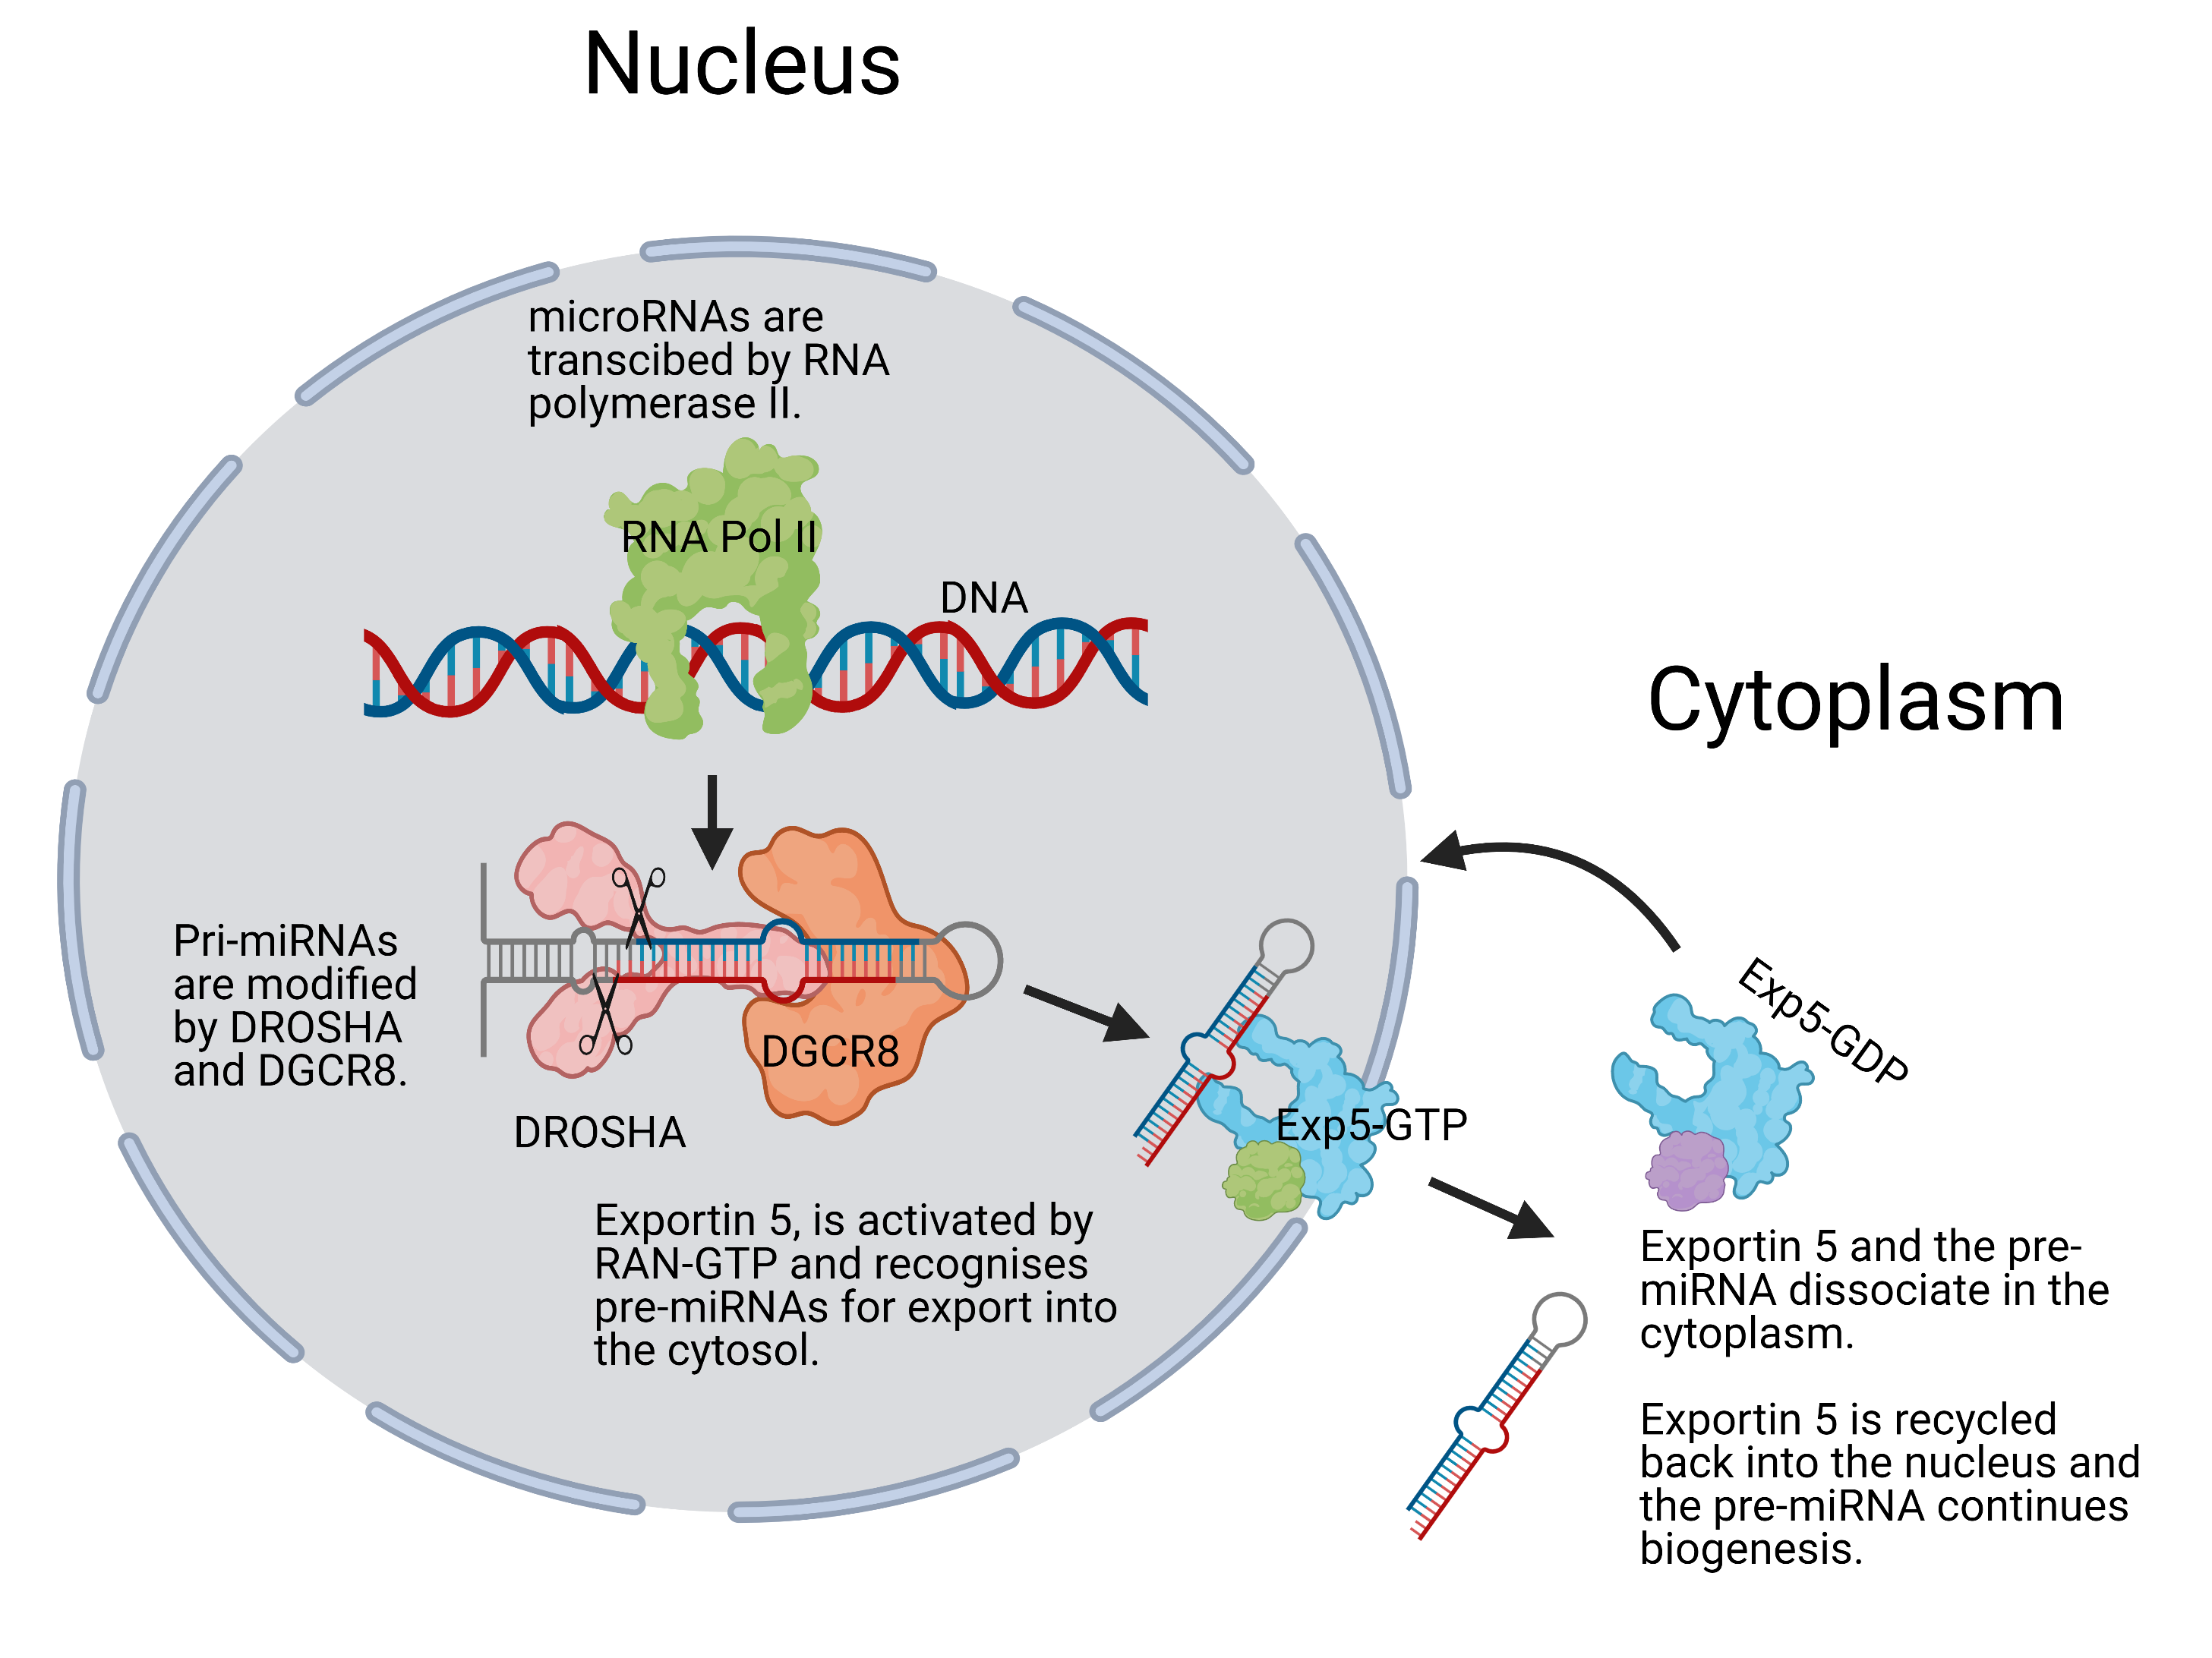 Nucleus
microRNAs are
transcibed by RNA
polymerase II.
RNA Pol II
DNA
Cytoplasm
Pri-miRNAs
are modified
by DROSHA
and DGCR8.
DGCR8
DROSHA
Exp5-GTP
Exp5-GDP
Exportin 5, is activated by
RAN-GTP and recognises
pre-miRNAs for export into
the cytosol.
Exportin 5 and the pre-
miRNA dissociate in the
cytoplasm.
Exportin 5 is recycled
back into the nucleus and
the pre-miRNA continues
biogenesis.